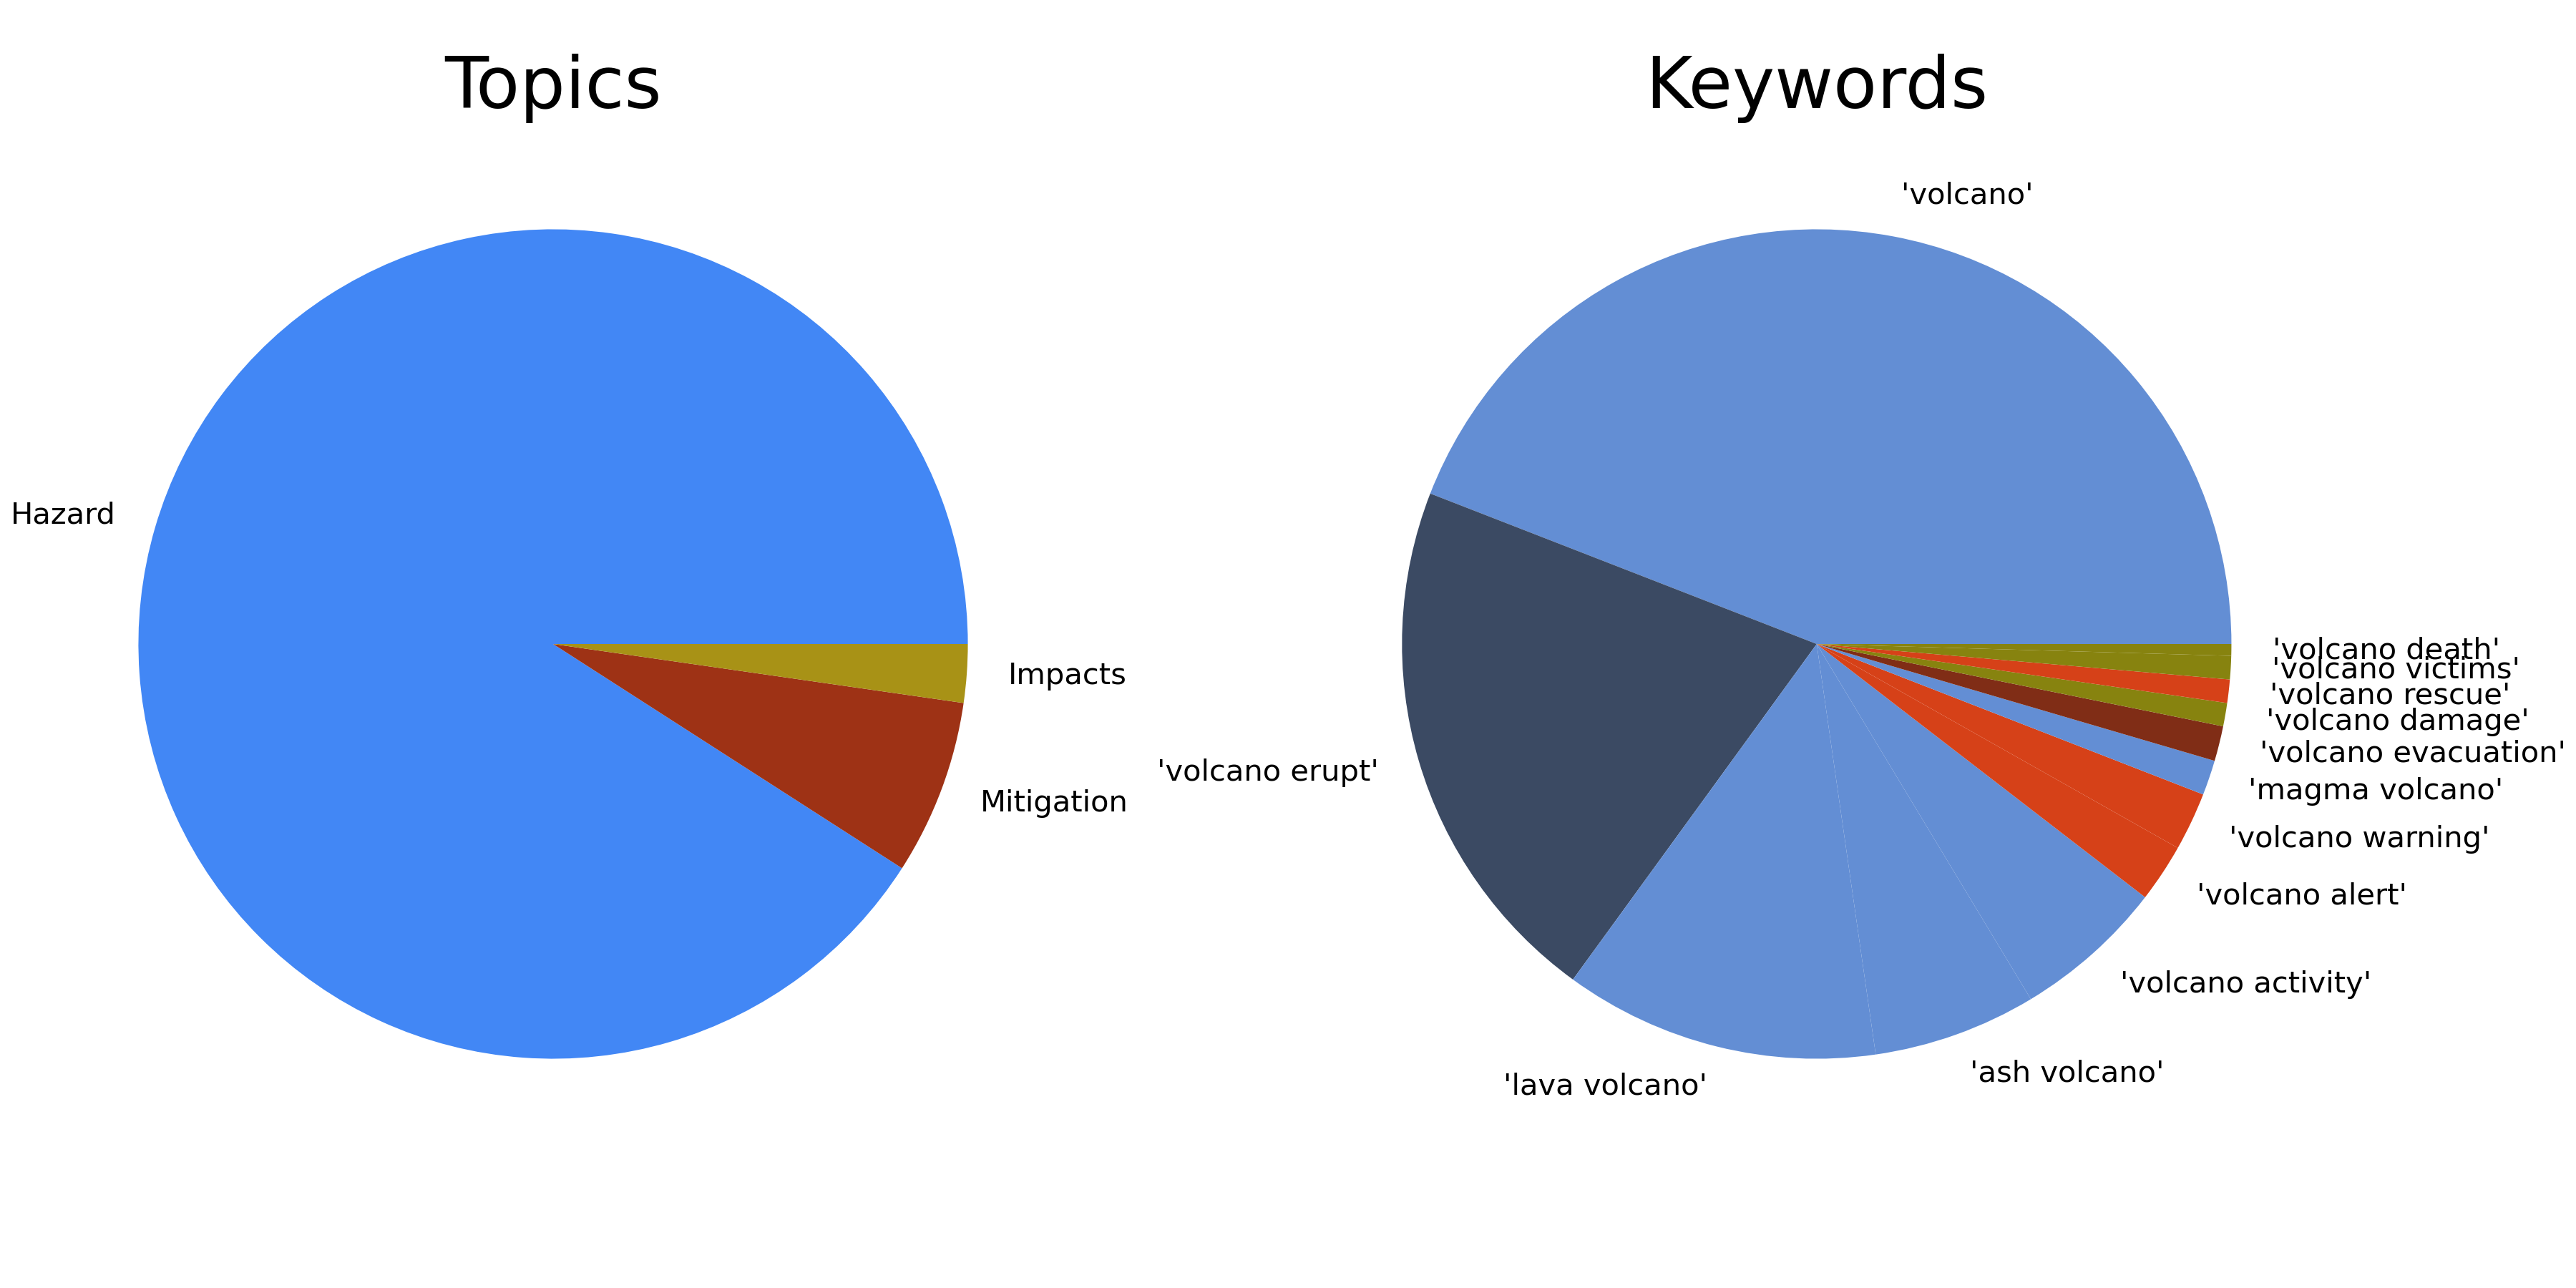 Topics
Hazard
Impacts
Mitigation
Keywords
'volcano'
'volcano erupt'
'lava volcano'
'ash volcano'
'volcano activity'
'volcano alert'
'volcano warning'
'magma volcano'
'volcano evacuation'
'volcano damage'
'volcano rescue'
'volcano victims'
'volcano death'